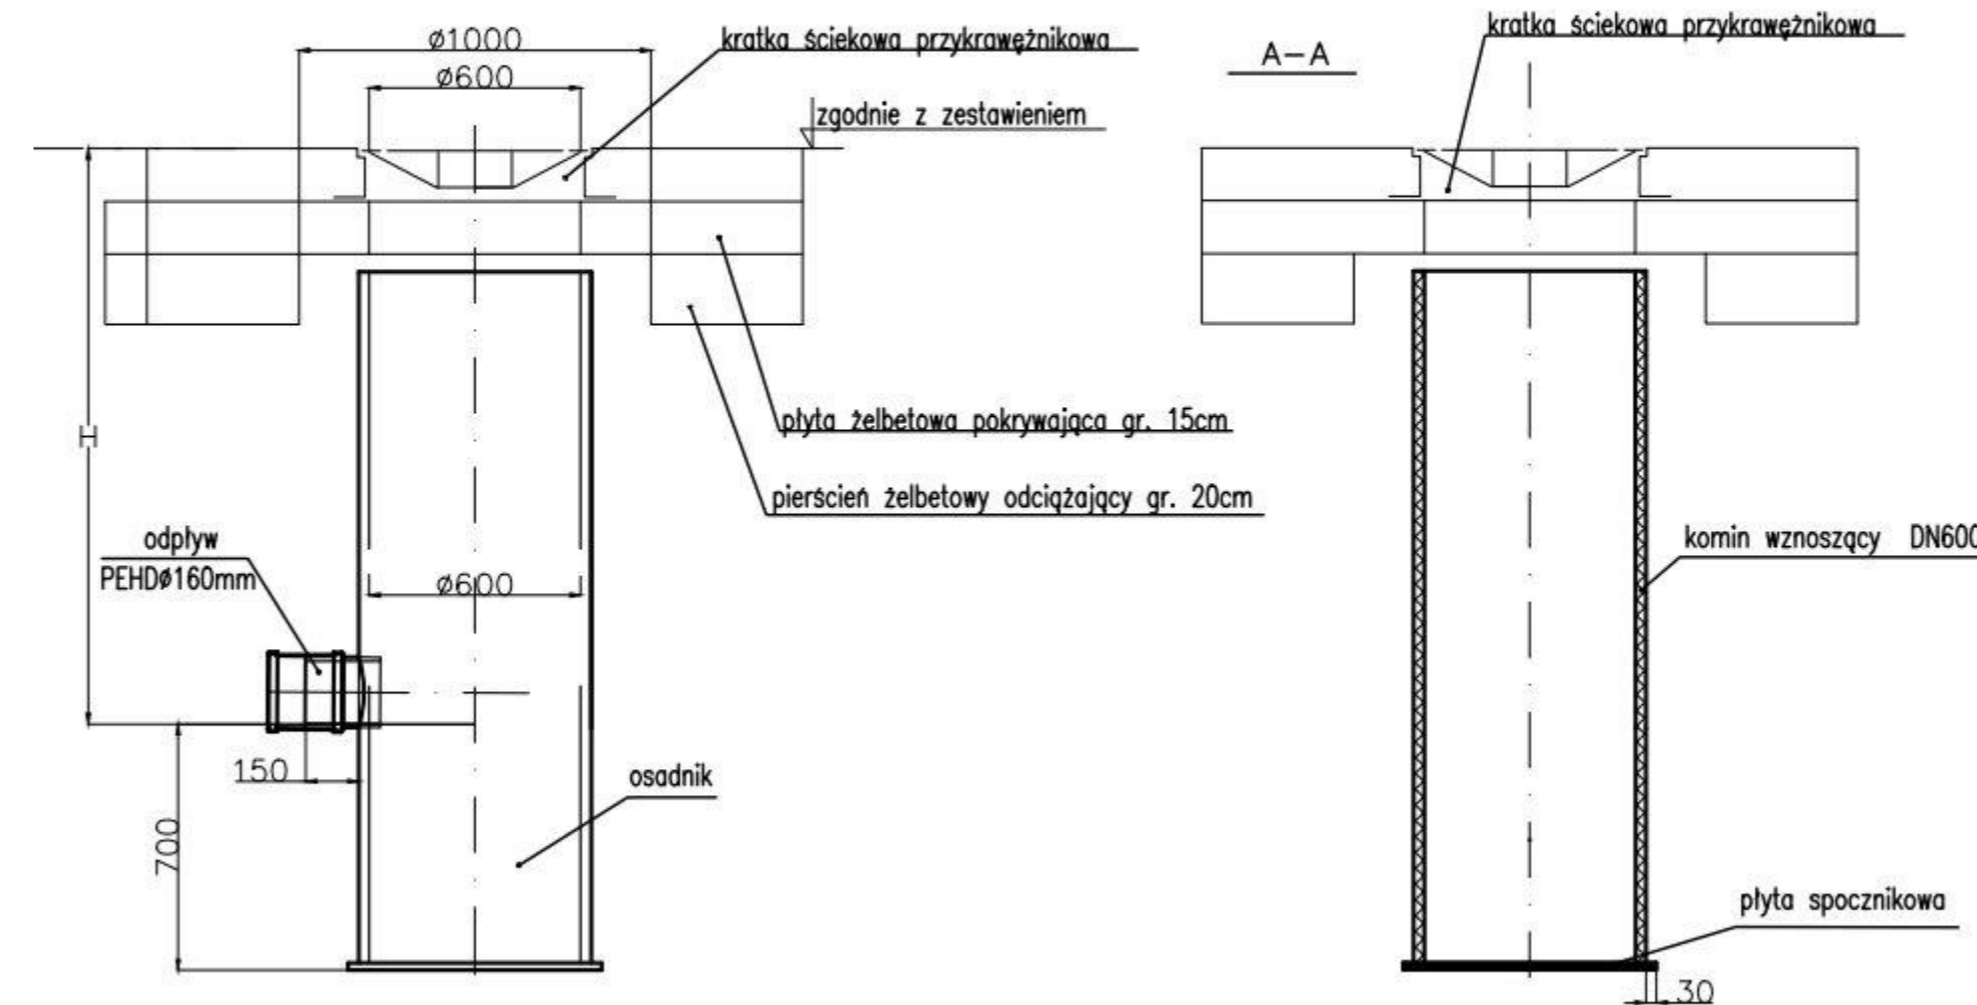 ø1000
kratka ściekowa przykrawężnikowa
ø600
zgodnie z zestawieniem
H
płyta żelbetowa pokrywająca gr. 15cm
pierścień żelbetowy odciążający gr. 20cm
odpływ
PEHDø160mm
ø600
150
700
osadnik
A-A
kratka ściekowa przykrawężnikowa
komin wznoszący DN600
płyta spocznikowa
30